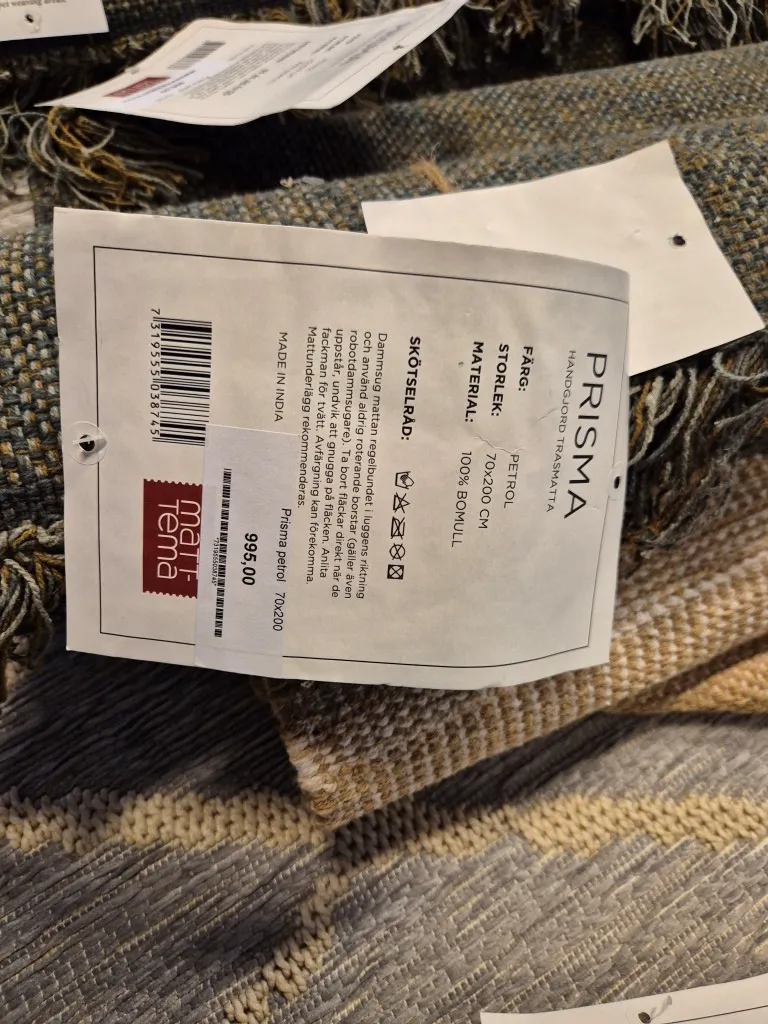 PRISMA
HANDGJORD TRASMATTA
FÄRG: PETROL
STORLEK: 70X200 CM
MATERIAL: 100% BOMULL
SKÖTSELRÅD:
Dammsug mattan regelbundet i luggens riktning
och använd aldrig roterande borstar (gäller även
robotdammsugare). Ta bort fläckar direkt när de
uppstår, undvik att gnugga på fläcken. Anlita
fackman för tvätt. Avfärgning kan förekomma.
Mattunderlägg rekommenderas.
MADE IN INDIA
Prisma petrol 70x200
995,00
*7319555038745*
7 319555 038745
maTT-
Tema